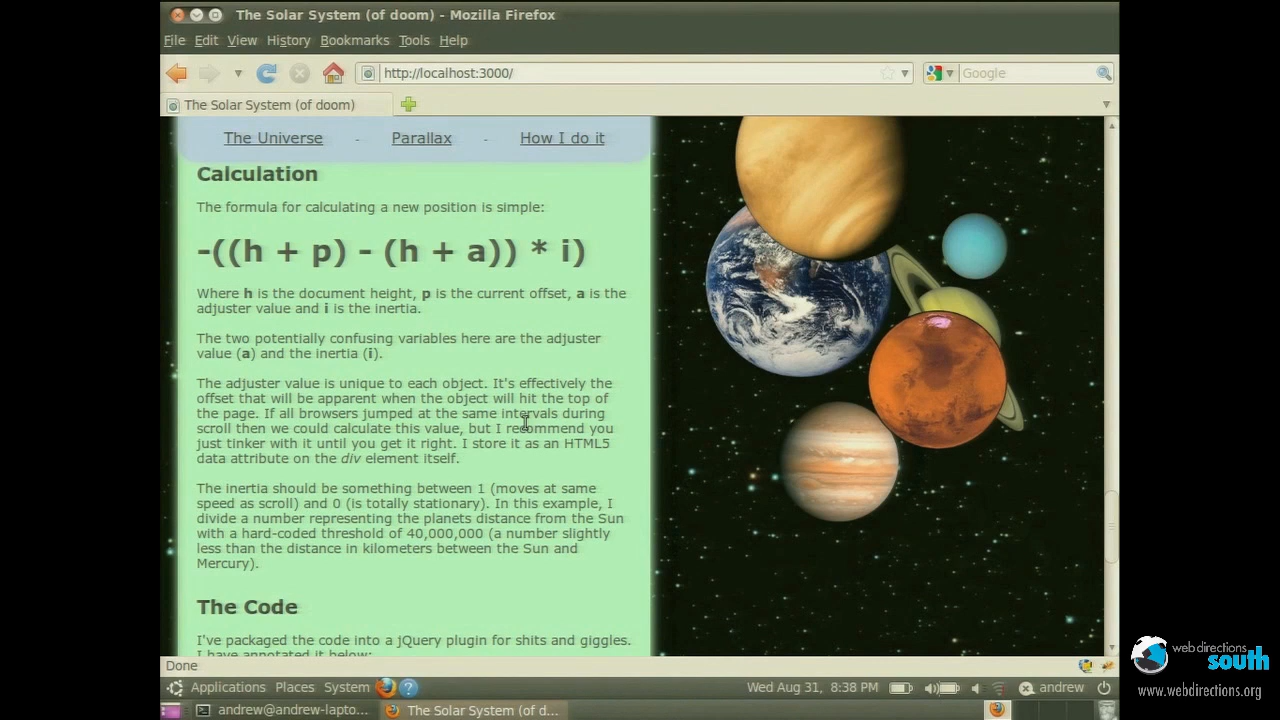 The Solar System (of doom) - Mozilla Firefox
File Edit View History Bookmarks Tools Help
http://localhost:3000/
Google
The Solar System (of doom)
The Universe - Parallax - How I do it
Calculation
The formula for calculating a new position is simple:
-((h + p) - (h + a)) * i)
Where h is the document height, p is the current offset, a is the
adjuster value and i is the inertia.
The two potentially confusing variables here are the adjuster
value (a) and the inertia (i).
The adjuster value is unique to each object. It's effectively the
offset that will be apparent when the object will hit the top of
the page. If all browsers jumped at the same intervals during
scroll then we could calculate this value, but I recommend you
just tinker with it until you get it right. I store it as an HTML5
data attribute on the div element itself.
The inertia should be something between 1 (moves at same
speed as scroll) and 0 (is totally stationary). In this example, I
divide a number representing the planets distance from the Sun
with a hard-coded threshold of 40,000,000 (a number slightly
less than the distance in kilometers between the Sun and
Mercury).
The Code
I've packaged the code into a jQuery plugin for shits and giggles.
I have annotated it below:
Done
Applications Places System
Wed Aug 31, 8:38 PM
andrew
andrew@andrew-lapto...
The Solar System (of d...
web directions
south
www.webdirections.org